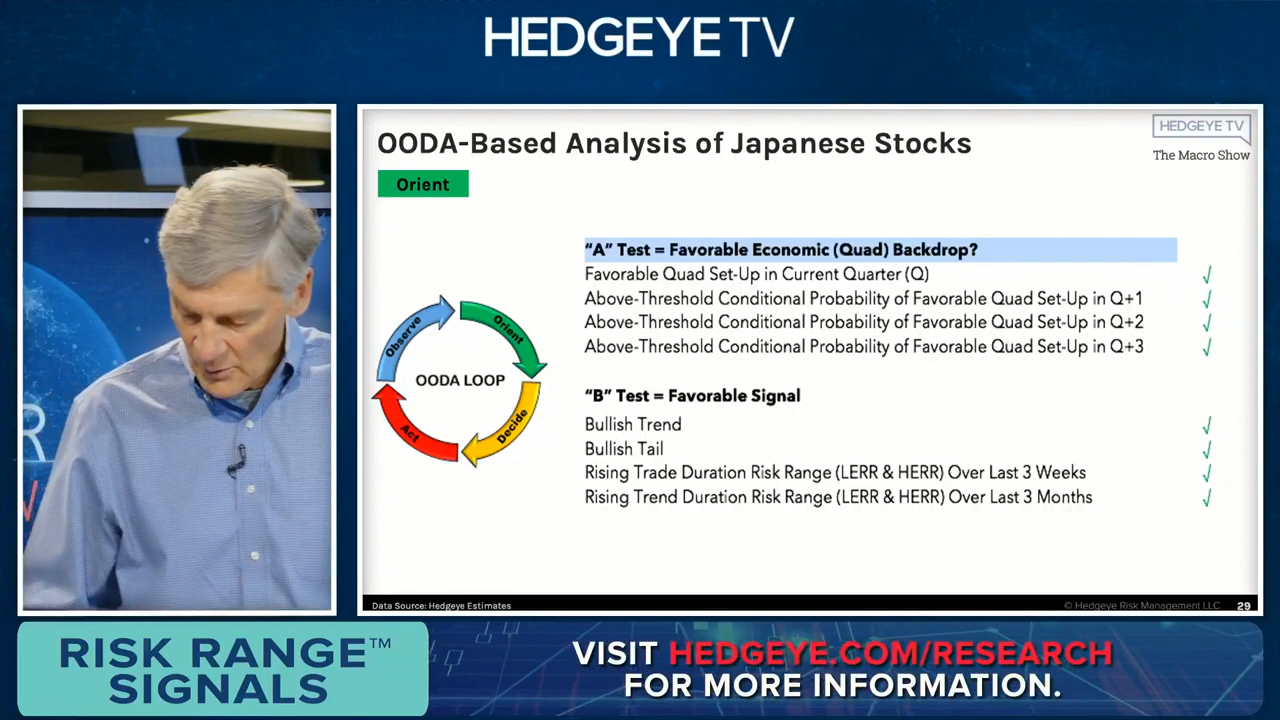 HEDGEYE TV
OODA-Based Analysis of Japanese Stocks
HEDGEYE TV
The Macro Show
Orient
"A" Test = Favorable Economic (Quad) Backdrop?
Favorable Quad Set-Up in Current Quarter (Q) √
Above-Threshold Conditional Probability of Favorable Quad Set-Up in Q+1 √
Above-Threshold Conditional Probability of Favorable Quad Set-Up in Q+2 √
Above-Threshold Conditional Probability of Favorable Quad Set-Up in Q+3 √
Observe
Orient
OODA LOOP
Act
Decide
"B" Test = Favorable Signal
Bullish Trend √
Bullish Tail √
Rising Trade Duration Risk Range (LERR & HERR) Over Last 3 Weeks √
Rising Trend Duration Risk Range (LERR & HERR) Over Last 3 Months √
Data Source: Hedgeye Estimates
© Hedgeye Risk Management LLC 29
RISK RANGE™
SIGNALS
VISIT HEDGEYE.COM/RESEARCH
FOR MORE INFORMATION.